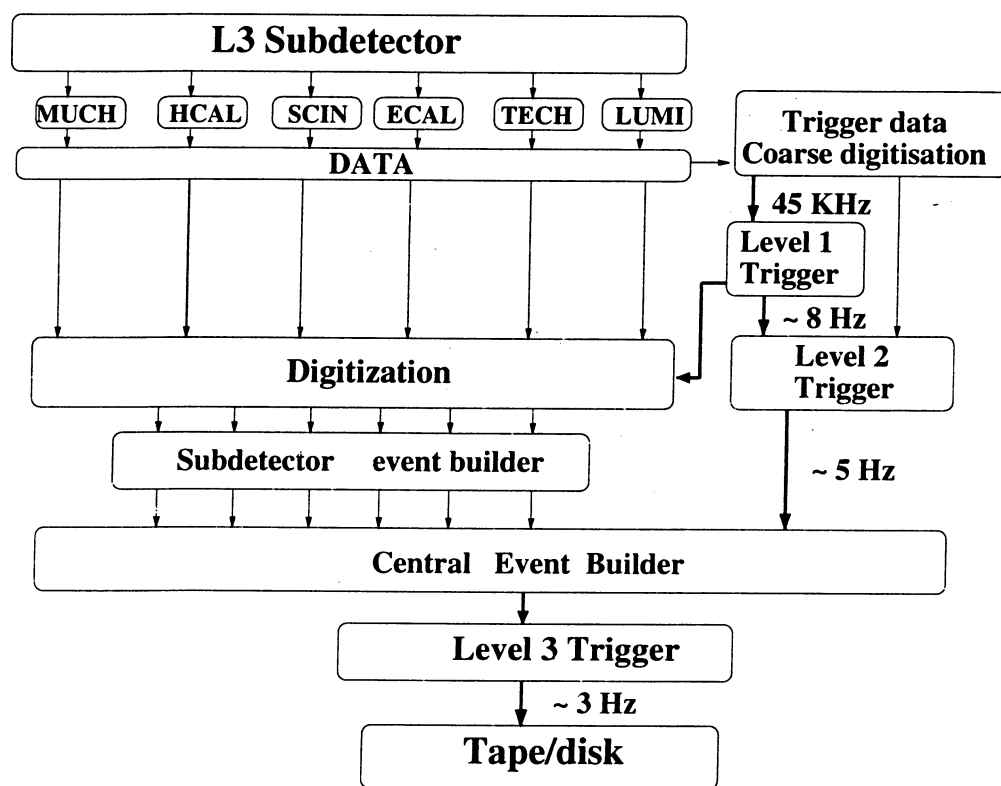 L3 Subdetector
MUCH HCAL SCIN ECAL TECH LUMI
DATA
Trigger data
Coarse digitisation
45 KHz
Level 1
Trigger
~ 8 Hz
Level 2
Trigger
Digitization
Subdetector event builder
~ 5 Hz
Central Event Builder
Level 3 Trigger
~ 3 Hz
Tape/disk